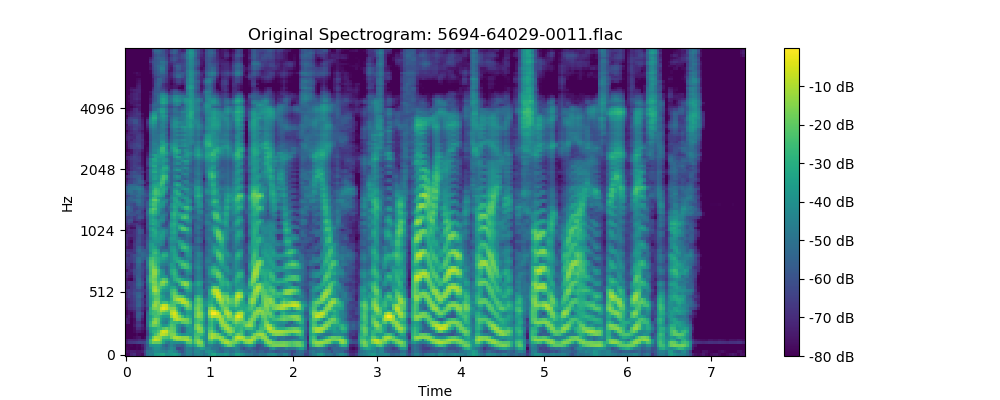 Original Spectrogram: 5694-64029-0011.flac
Hz
4096
2048
1024
512
0
0 1 2 3 4 5 6 7
Time
-10 dB
-20 dB
-30 dB
-40 dB
-50 dB
-60 dB
-70 dB
-80 dB